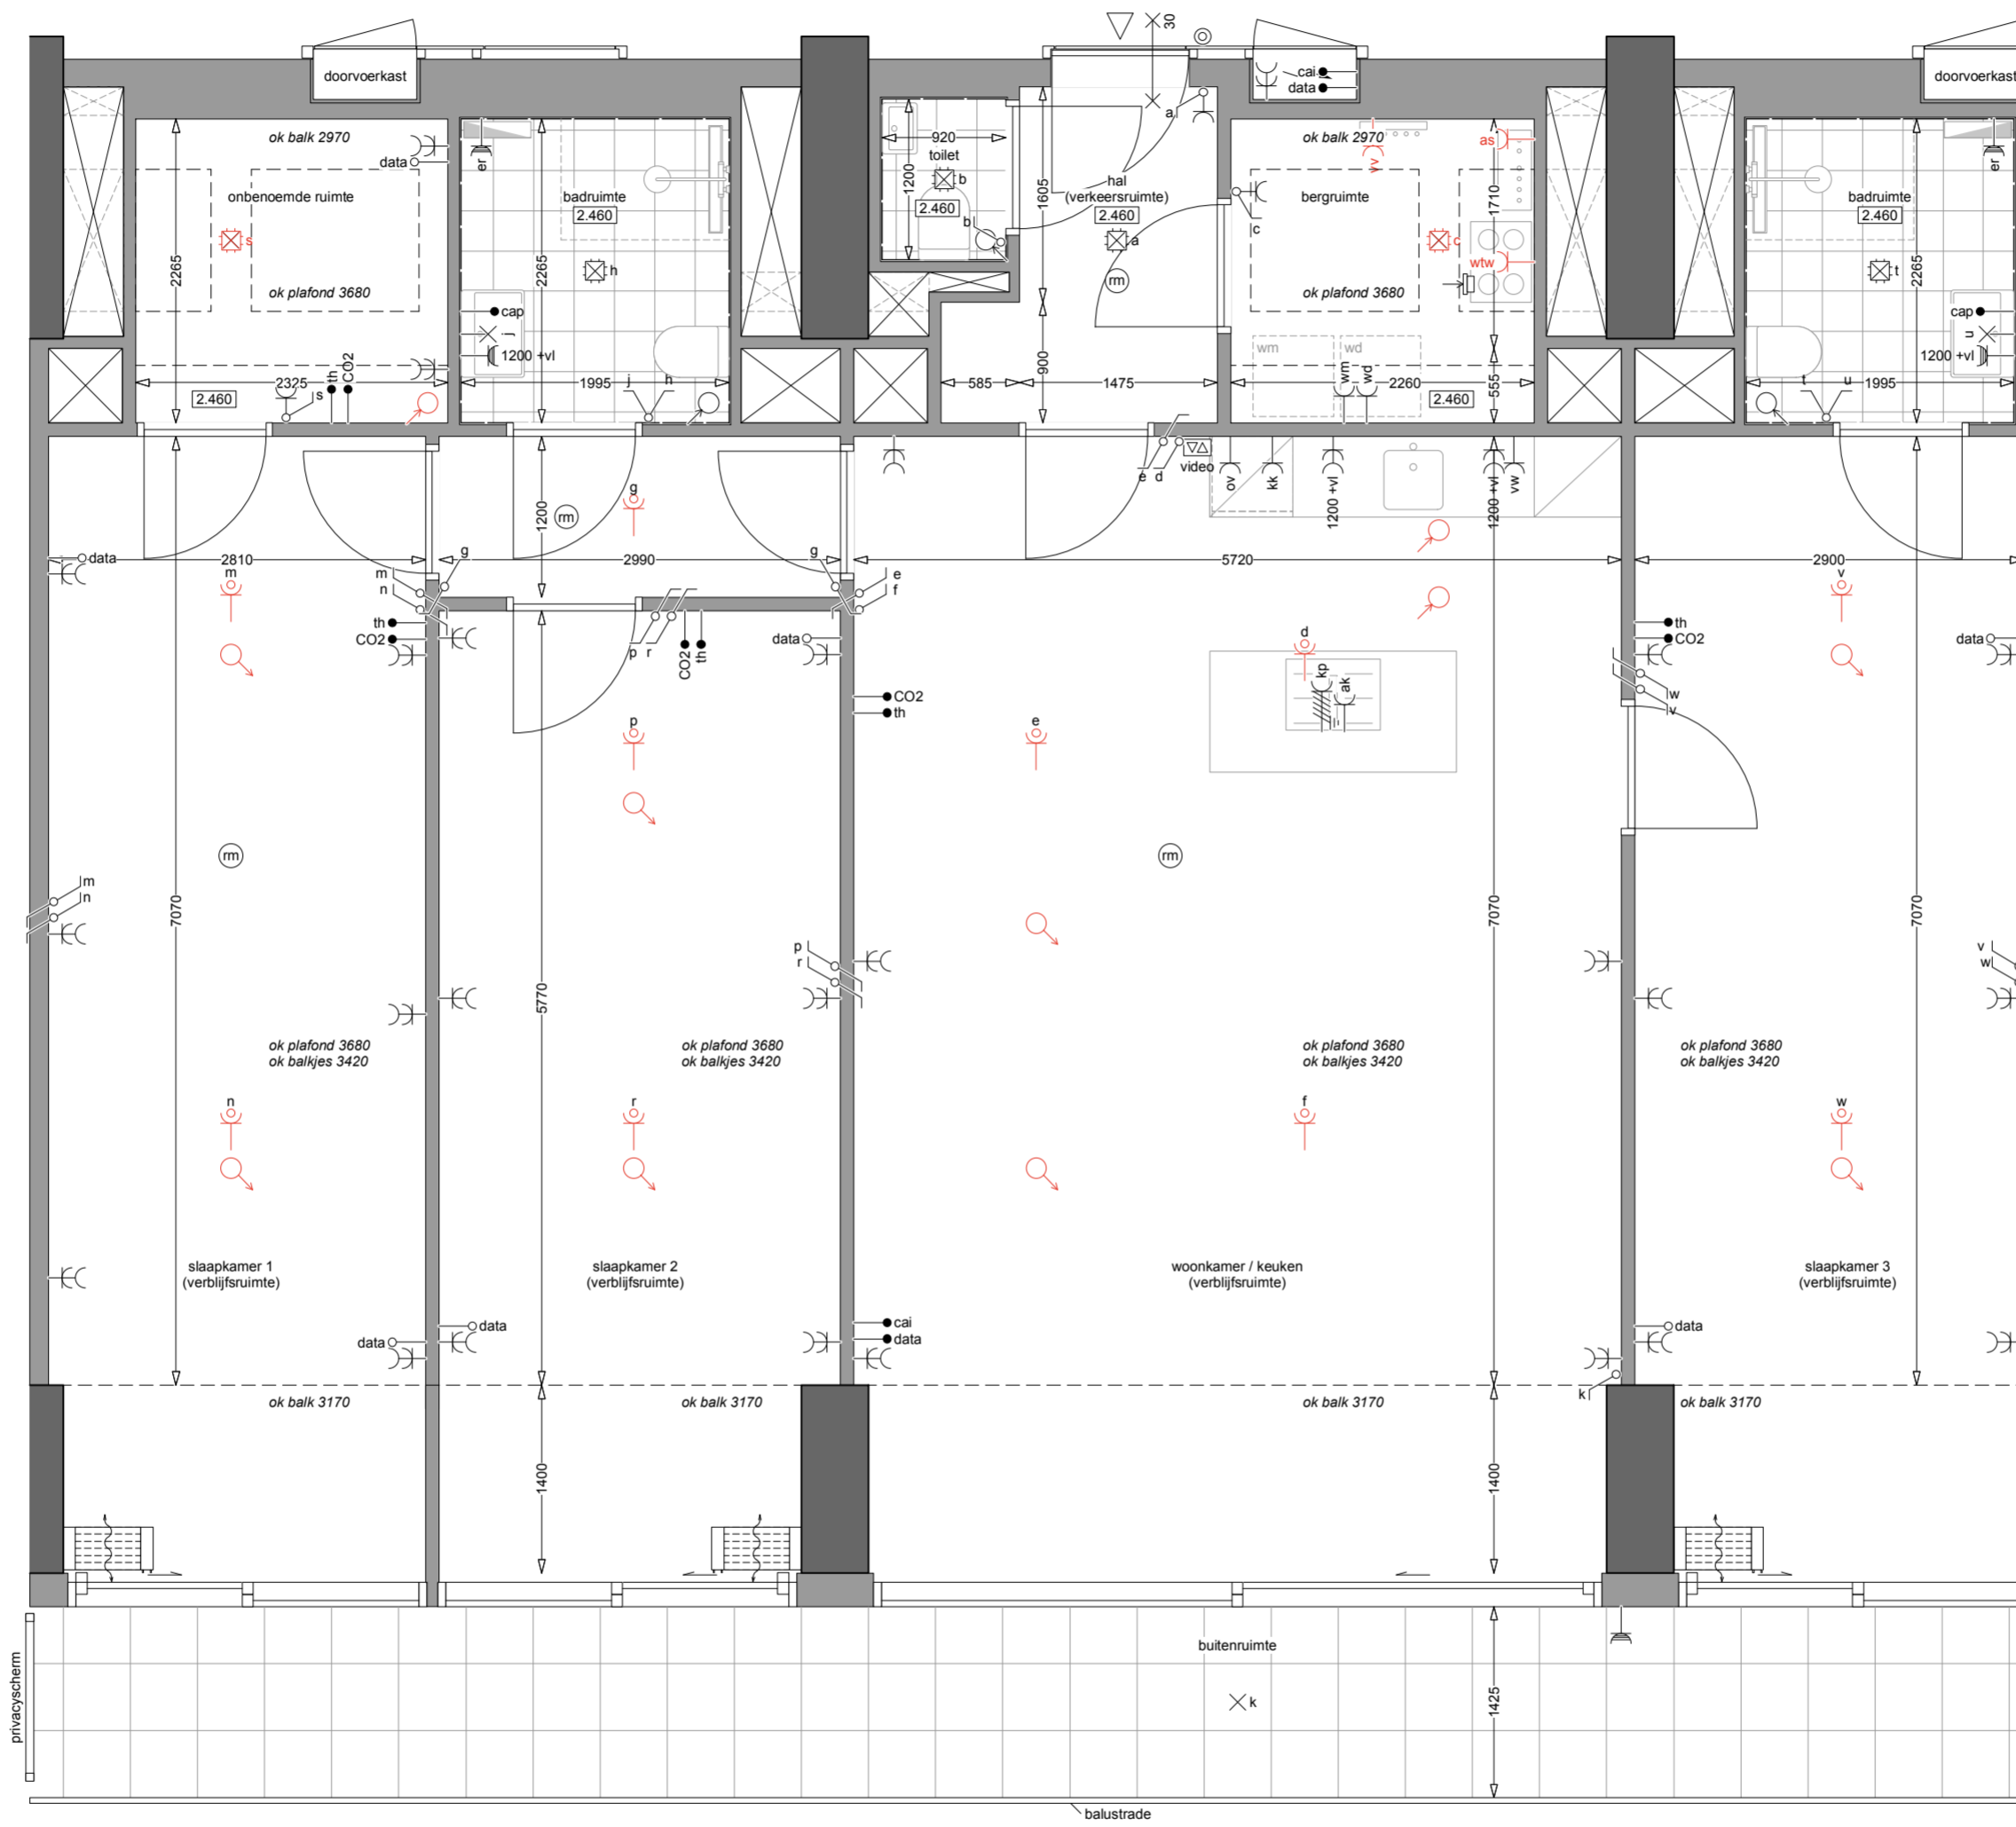 30
doorvoerkast
cai
data
doorvoerkast
ok balk 2970
data
onbenoemde ruimte
s
2265
ok plafond 3680
2325
2.460
th
CO2
s
er
2265
badruimte
2.460
h
cap
j
1200 +vl
1995
j
h
920
toilet
1200
b
2.460
b
1605
hal
(verkeersruimte)
2.460
a
a
rm
900
585
1475
ok balk 2970
v
as
bergruimte
1710
c
c
wtw
ok plafond 3680
wm
wd
wm
wd
2260
555
2.460
er
badruimte
2.460
t
2265
cap
u
1200 +vl
t
u
1995
e
d
video
ov
kk
1200 +vl
1200 +vl
vw
g
1200
rm
data
2810
m
g
2990
g
5720
2900
m
n
e
f
v
th
CO2
p
r
CO2
th
data
d
kp
ak
th
CO2
data
w
v
CO2
th
p
e
rm
rm
m
n
7070
5770
7070
7070
p
r
v
w
ok plafond 3680
ok balkjes 3420
ok plafond 3680
ok balkjes 3420
ok plafond 3680
ok balkjes 3420
ok plafond 3680
ok balkjes 3420
n
r
f
w
slaapkamer 1
(verblijfsruimte)
slaapkamer 2
(verblijfsruimte)
woonkamer / keuken
(verblijfsruimte)
slaapkamer 3
(verblijfsruimte)
data
data
cai
data
data
k
ok balk 3170
ok balk 3170
ok balk 3170
ok balk 3170
1400
1400
privacyscherm
buitenruimte
k
1425
balustrade